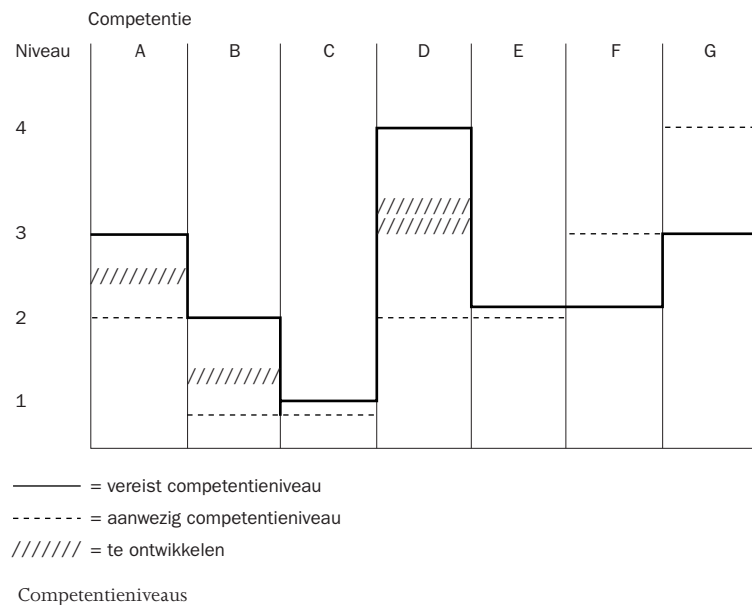 Competentie
Niveau A B C D E F G
4
3
2
1
= vereist competentieniveau
= aanwezig competentieniveau
= te ontwikkelen
Competentieniveaus